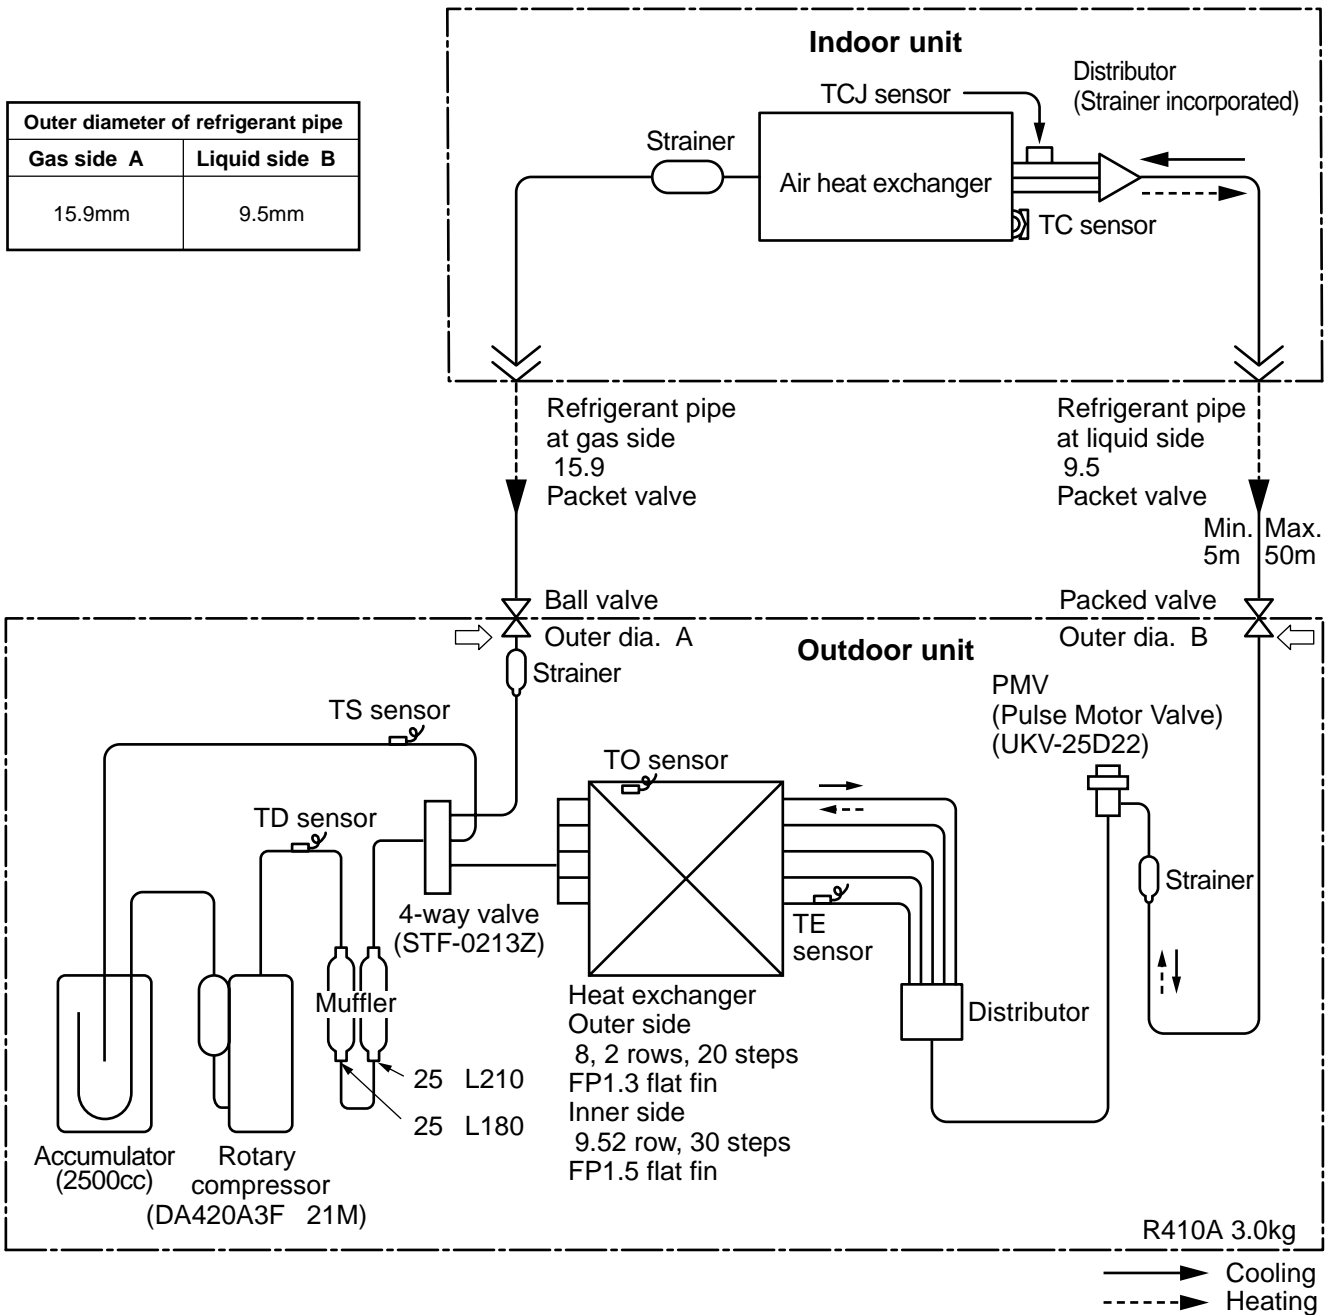 Indoor unit
Distributor
(Strainer incorporated)
TCJ sensor
Outer diameter of refrigerant pipe
Gas side A
Liquid side B
15.9mm
9.5mm
Strainer
Air heat exchanger
TC sensor
Refrigerant pipe
at gas side
15.9
Packet valve
Refrigerant pipe
at liquid side
9.5
Packet valve
Min. Max.
5m 50m
Ball valve
Outer dia. A
Packed valve
Outer dia. B
Outdoor unit
Strainer
PMV
(Pulse Motor Valve)
(UKV-25D22)
TS sensor
TO sensor
TD sensor
Strainer
4-way valve
(STF-0213Z)
TE
sensor
Muffler
Heat exchanger
Outer side
8, 2 rows, 20 steps
FP1.3 flat fin
Inner side
9.52 row, 30 steps
FP1.5 flat fin
Distributor
25 L210
25 L180
Accumulator
(2500cc)
Rotary
compressor
(DA420A3F 21M)
R410A 3.0kg
Cooling
Heating